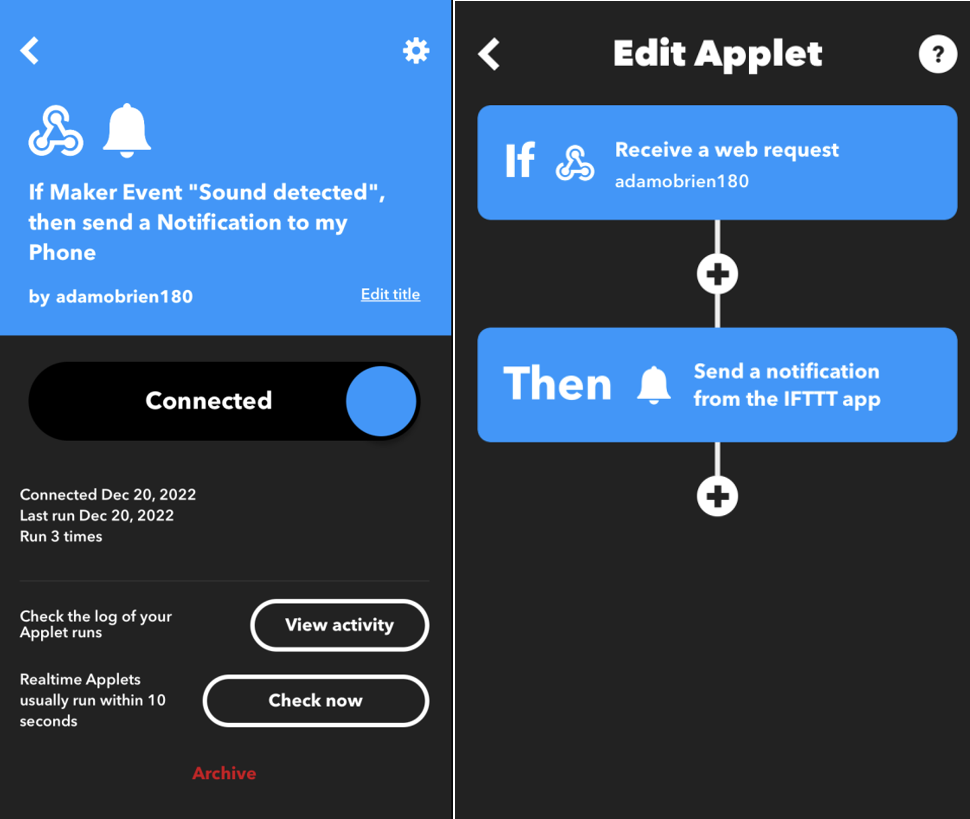 If Maker Event "Sound detected",
then send a Notification to my
Phone
by adamobrien180
Edit title
Connected
Connected Dec 20, 2022
Last run Dec 20, 2022
Run 3 times
Check the log of your
Applet runs
View activity
Realtime Applets
usually run within 10
seconds
Check now
Archive
Edit Applet
?
If
Receive a web request
adamobrien180
Then
Send a notification
from the IFTTT app